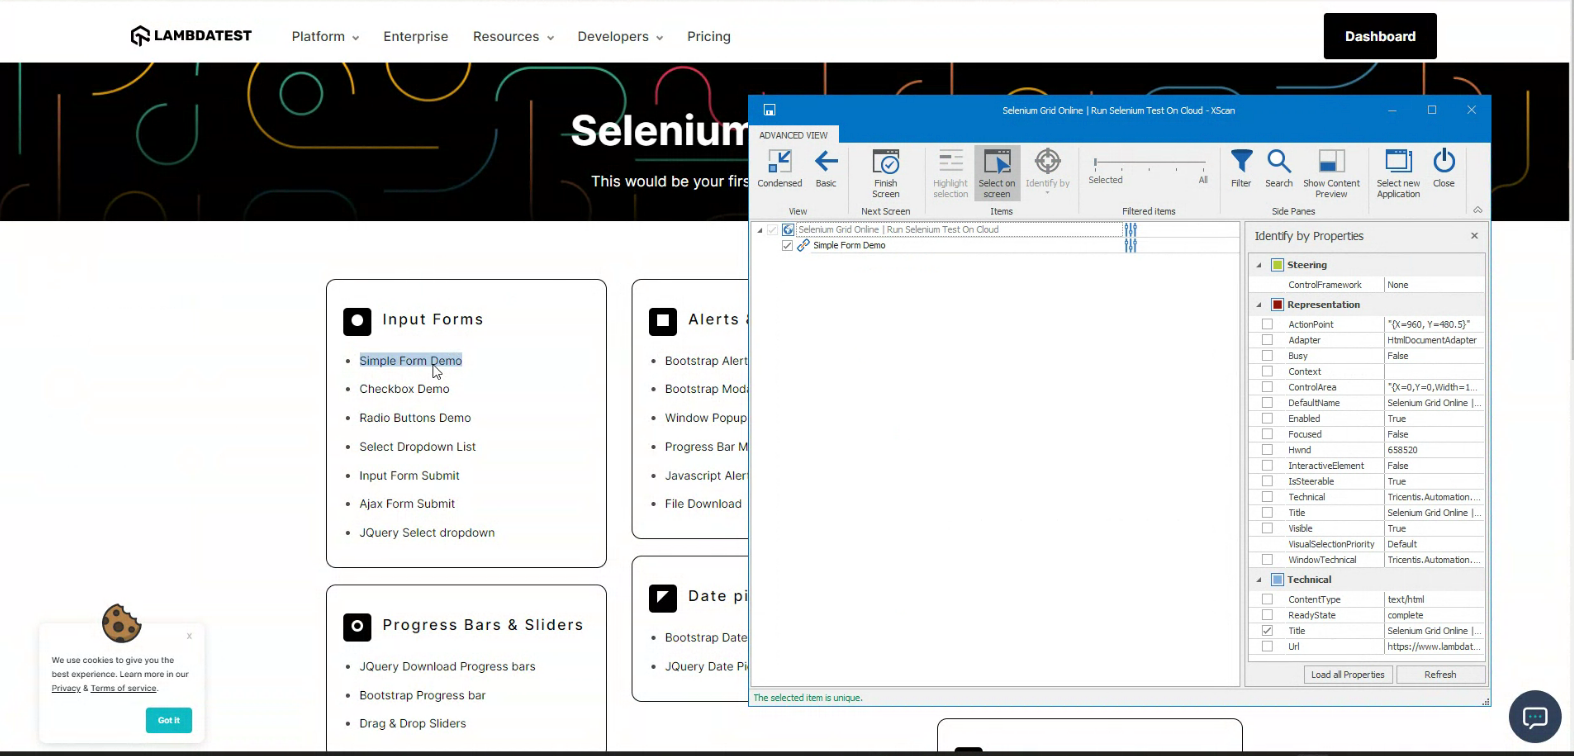 LAMBDATEST
Platform
Enterprise
Resources
Developers
Pricing
Dashboard
Selenium
This would be your firs
Input Forms
Simple Form Demo
Checkbox Demo
Radio Buttons Demo
Select Dropdown List
Input Form Submit
Ajax Form Submit
JQuery Select dropdown
Alerts &
Bootstrap Alert
Bootstrap Moda
Window Popup
Progress Bar M
Javascript Aler
File Download
Progress Bars & Sliders
JQuery Download Progress bars
Bootstrap Progress bar
Drag & Drop Sliders
Date pi
Bootstrap Date
JQuery Date Pi
x
We use cookies to give you the
best experience. Learn more in our
Privacy & Terms of service.
Got it
Selenium Grid Online | Run Selenium Test On Cloud - XScan
ADVANCED VIEW
Condensed
Basic
View
Finish
Screen
Next Screen
Highlight
selection
Select on
screen
Identify by
Items
Selected
All
Filtered items
Filter
Search
Show Content
Preview
Side Panes
Select new
Application
Close
Selenium Grid Online | Run Selenium Test On Cloud
Simple Form Demo
Identify by Properties
Steering
ControlFramework None
Representation
ActionPoint "{X=960, Y=480.5}"
Adapter HtmlDocumentAdapter
Busy False
Context
ControlArea "{X=0,Y=0,Width=1...
DefaultName Selenium Grid Online |...
Enabled True
Focused False
Hwnd 658520
InteractiveElement False
IsSteerable True
Technical Tricentis.Automation....
Title Selenium Grid Online |...
Visible True
VisualSelectionPriority Default
WindowTechnical Tricentis.Automation....
Technical
ContentType text/html
ReadyState complete
Title Selenium Grid Online |...
Url https://www.lambdat...
Load all Properties
Refresh
The selected item is unique.